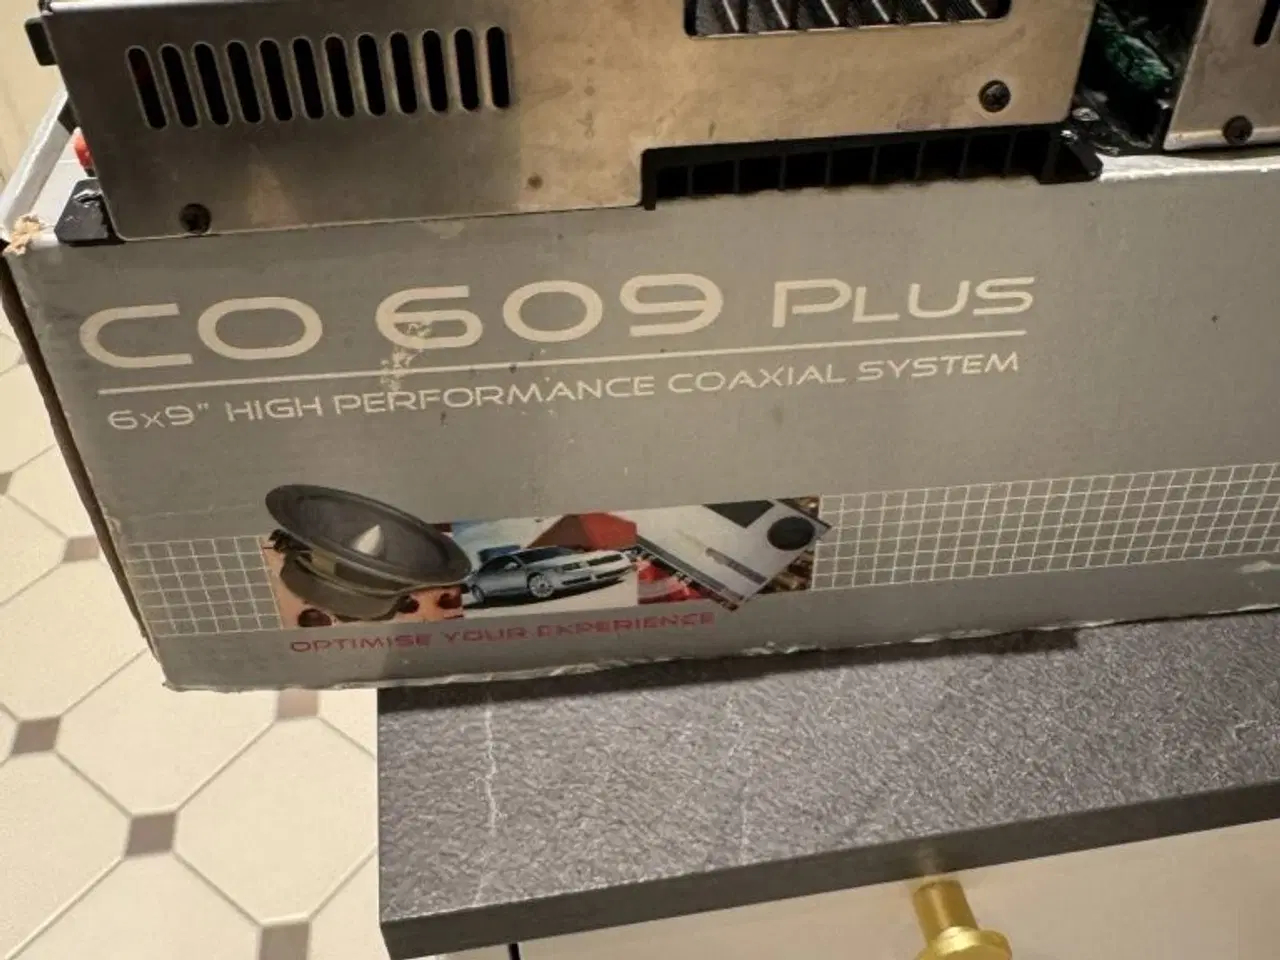 CO 609 PLUS
6x9" HIGH PERFORMANCE COAXIAL SYSTEM
OPTIMISE YOUR EXPERIENCE